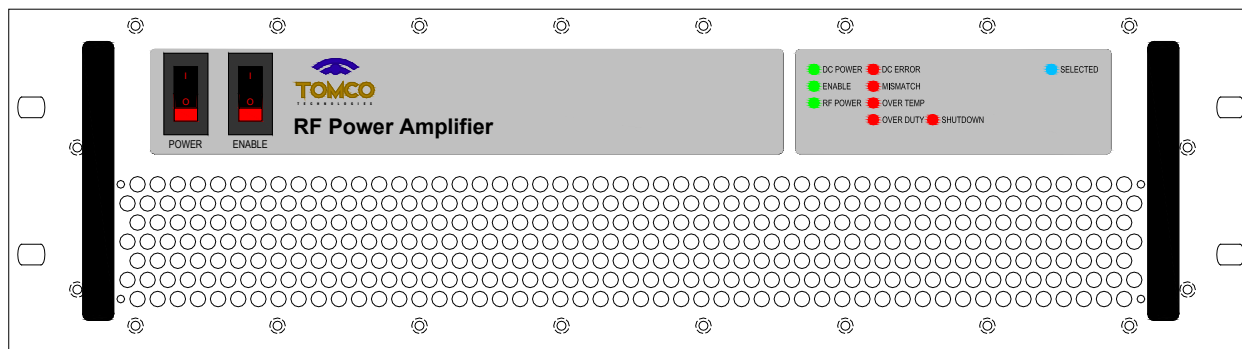 TOMCO
TECHNOLOGIES
RF Power Amplifier
POWER
ENABLE
DC POWER
DC ERROR
SELECTED
ENABLE
MISMATCH
RF POWER
OVER TEMP
OVER DUTY
SHUTDOWN